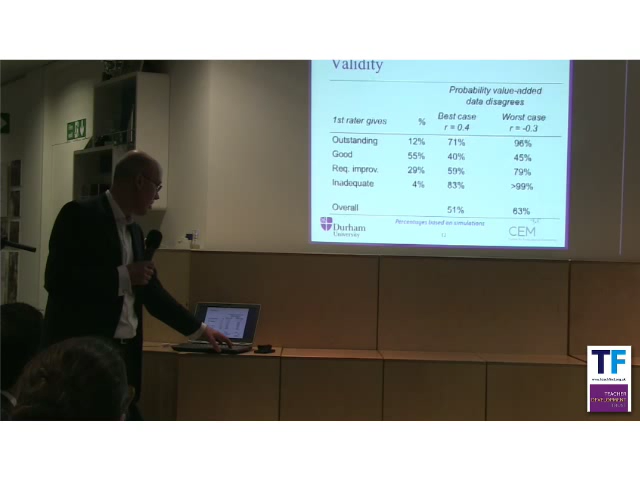 Validity
Probability value-added
data disagrees
1st rater gives % Best case Worst case
r = 0.4 r = -0.3
Outstanding 12% 71% 96%
Good 55% 40% 45%
Req. improv. 29% 59% 79%
Inadequate 4% 83% >99%
Overall 51% 63%
Percentages based on simulations
Durham
University
CEM
TF
TEACHER
DEVELOPMENT
TRUST